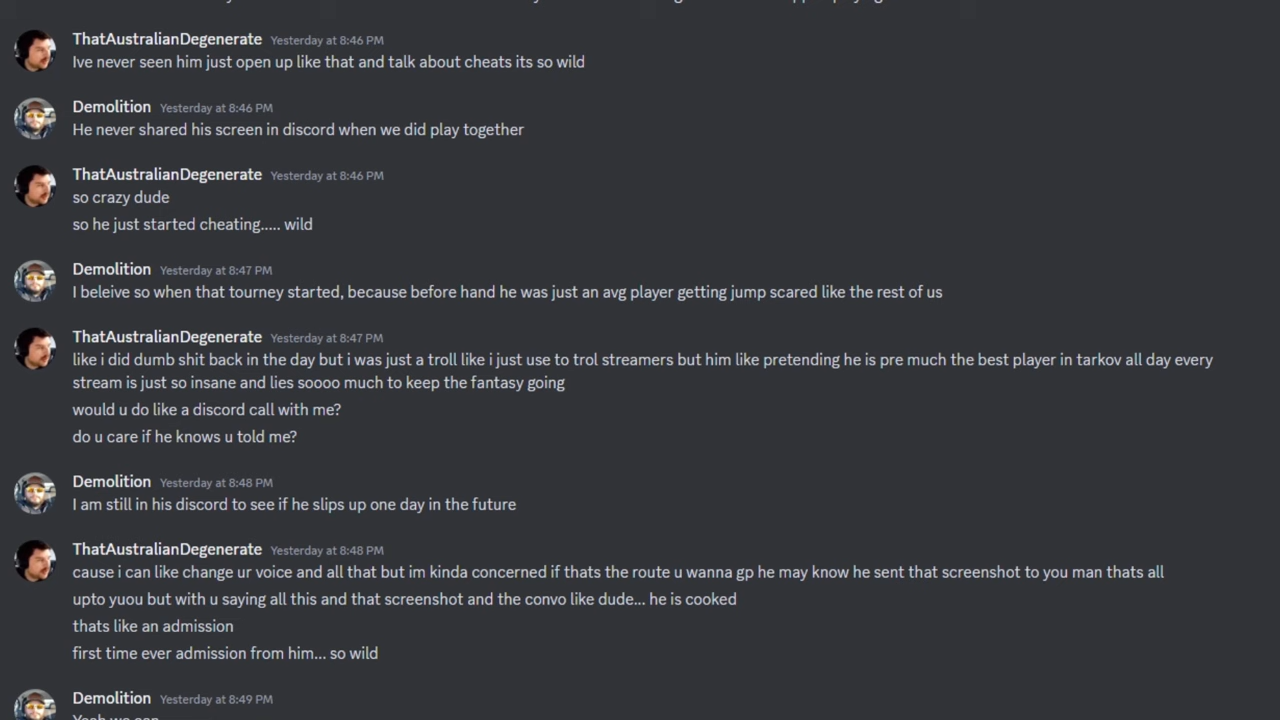 ThatAustralianDegenerate Yesterday at 8:46 PM
Ive never seen him just open up like that and talk about cheats its so wild
Demolition Yesterday at 8:46 PM
He never shared his screen in discord when we did play together
ThatAustralianDegenerate Yesterday at 8:46 PM
so crazy dude
so he just started cheating..... wild
Demolition Yesterday at 8:47 PM
I beleive so when that tourney started, because before hand he was just an avg player getting jump scared like the rest of us
ThatAustralianDegenerate Yesterday at 8:47 PM
like i did dumb shit back in the day but i was just a troll like i just use to trol streamers but him like pretending he is pre much the best player in tarkov all day every
stream is just so insane and lies soooo much to keep the fantasy going
would u do like a discord call with me?
do u care if he knows u told me?
Demolition Yesterday at 8:48 PM
I am still in his discord to see if he slips up one day in the future
ThatAustralianDegenerate Yesterday at 8:48 PM
cause i can like change ur voice and all that but im kinda concerned if thats the route u wanna gp he may know he sent that screenshot to you man thats all
upto yuou but with u saying all this and that screenshot and the convo like dude... he is cooked
thats like an admission
first time ever admission from him... so wild
Demolition Yesterday at 8:49 PM
Yeah we can